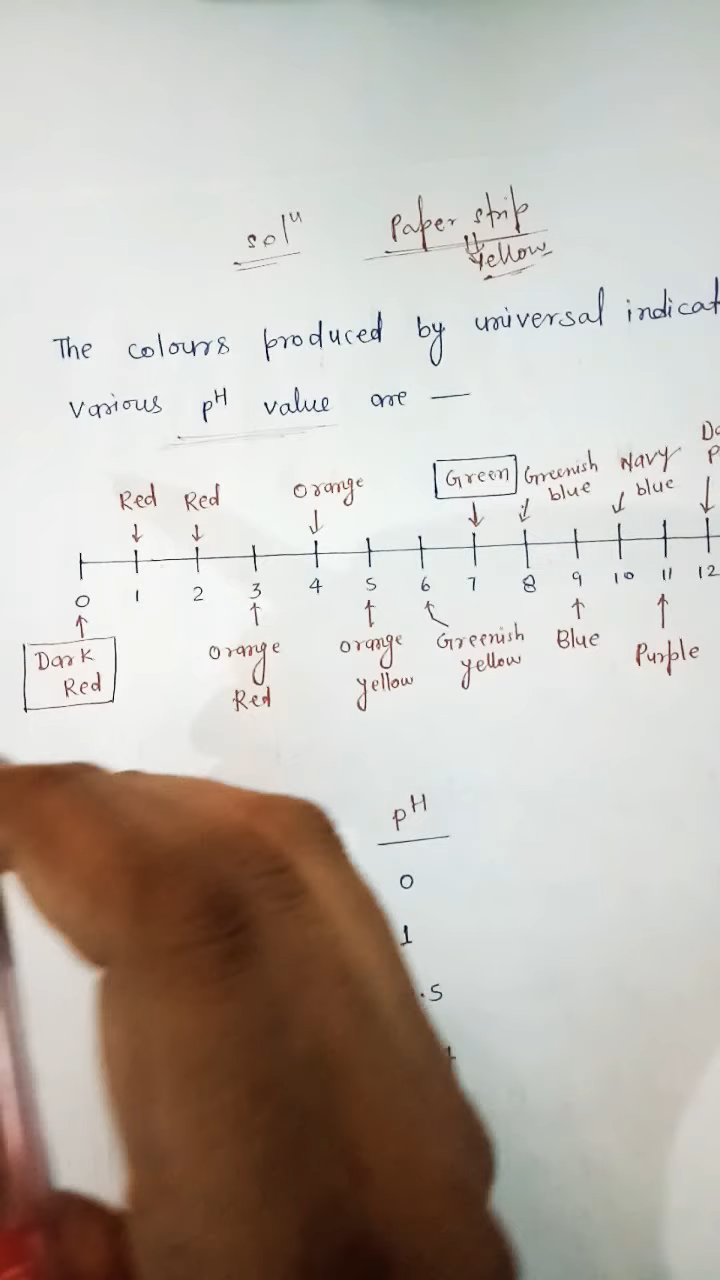 solⁿ Paper strip
Yellow
The colours produced by universal indicat
various pH value are —
Green Greenish blue Navy blue
Red Red Orange
0 1 2 3 4 5 6 7 8 9 10 11 12
Dark Red
Orange Red
Orange yellow
Greenish yellow
Blue
Purple
pH
0
1
.5